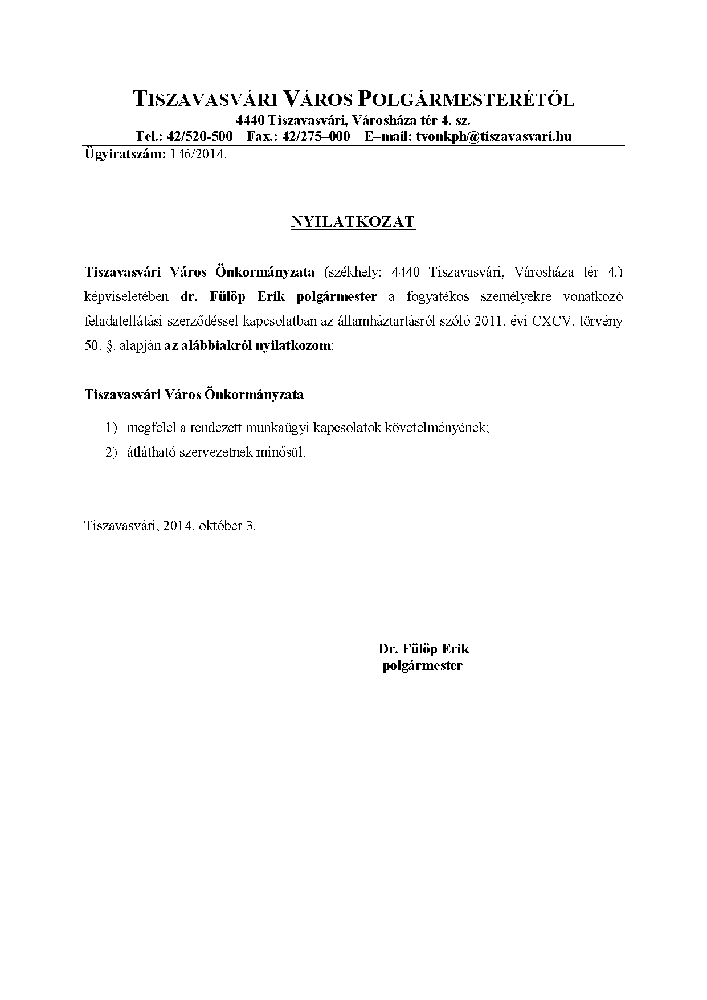 TISZAVASVÁRI VÁROS POLGÁRMESTERÉTŐL
4440 Tiszavasvári, Városháza tér 4. sz.
Tel.: 42/520-500 Fax.: 42/275–000 E–mail: tvonkph@tiszavasvari.hu
Ügyiratszám: 146/2014.
NYILATKOZAT
Tiszavasvári Város Önkormányzata (székhely: 4440 Tiszavasvári, Városháza tér 4.)
képviseletében dr. Fülöp Erik polgármester a fogyatékos személyekre vonatkozó
feladatellátási szerződéssel kapcsolatban az államháztartásról szóló 2011. évi CXCV. törvény
50. §. alapján az alábbiakról nyilatkozom:
Tiszavasvári Város Önkormányzata
1) megfelel a rendezett munkaügyi kapcsolatok követelményének;
2) átlátható szervezetnek minősül.
Tiszavasvári, 2014. október 3.
Dr. Fülöp Erik
polgármester